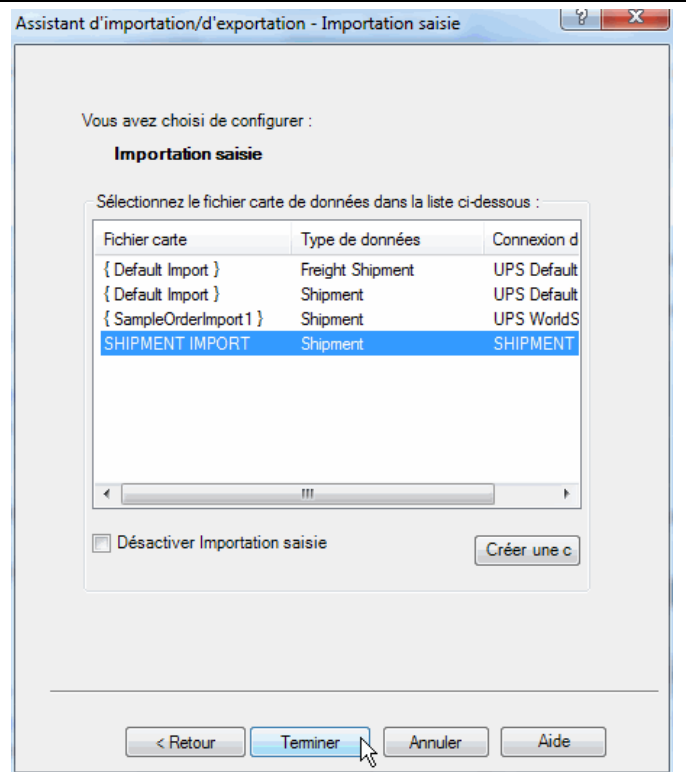 Assistant d'importation/d'exportation - Importation saisie
Vous avez choisi de configurer :
Importation saisie
Sélectionnez le fichier carte de données dans la liste ci-dessous :
Fichier carte Type de données Connexion d
{ Default Import } Freight Shipment UPS Default
{ Default Import } Shipment UPS Default
{ SampleOrderImport1 } Shipment UPS WorldS
SHIPMENT IMPORT Shipment SHIPMENT
Désactiver Importation saisie
Créer une c
< Retour Terminer Annuler Aide